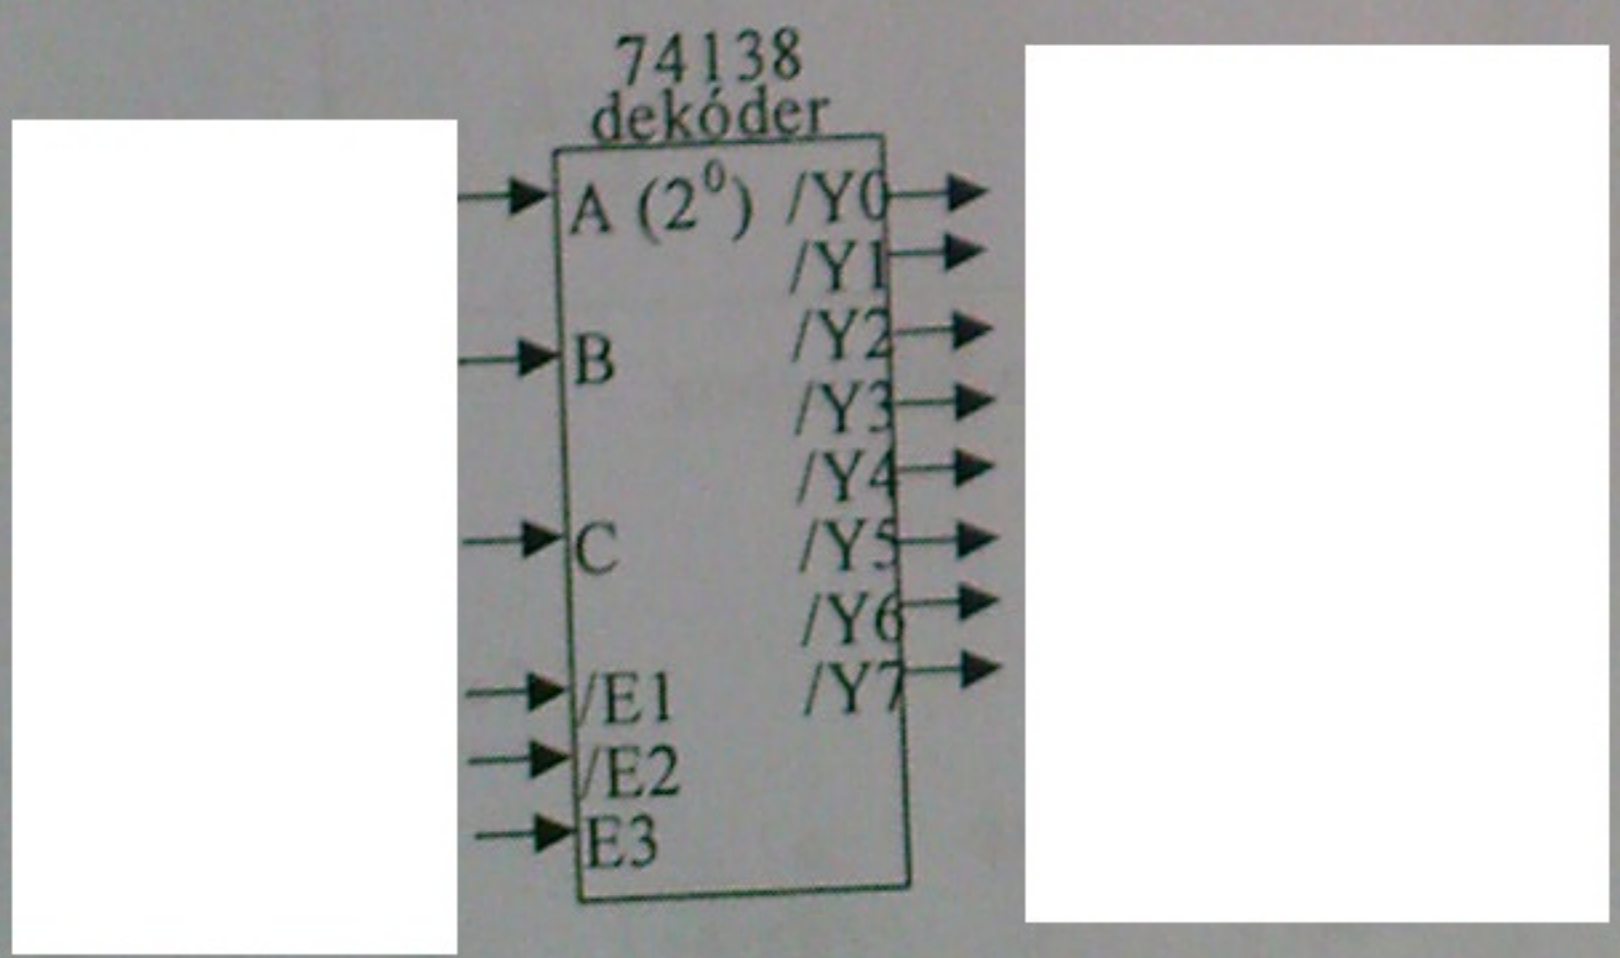 74138
dekóder
A (2⁰) /Y0
/Y1
/Y2
B
/Y3
/Y4
C
/Y5
/Y6
/E1
/Y7
/E2
E3